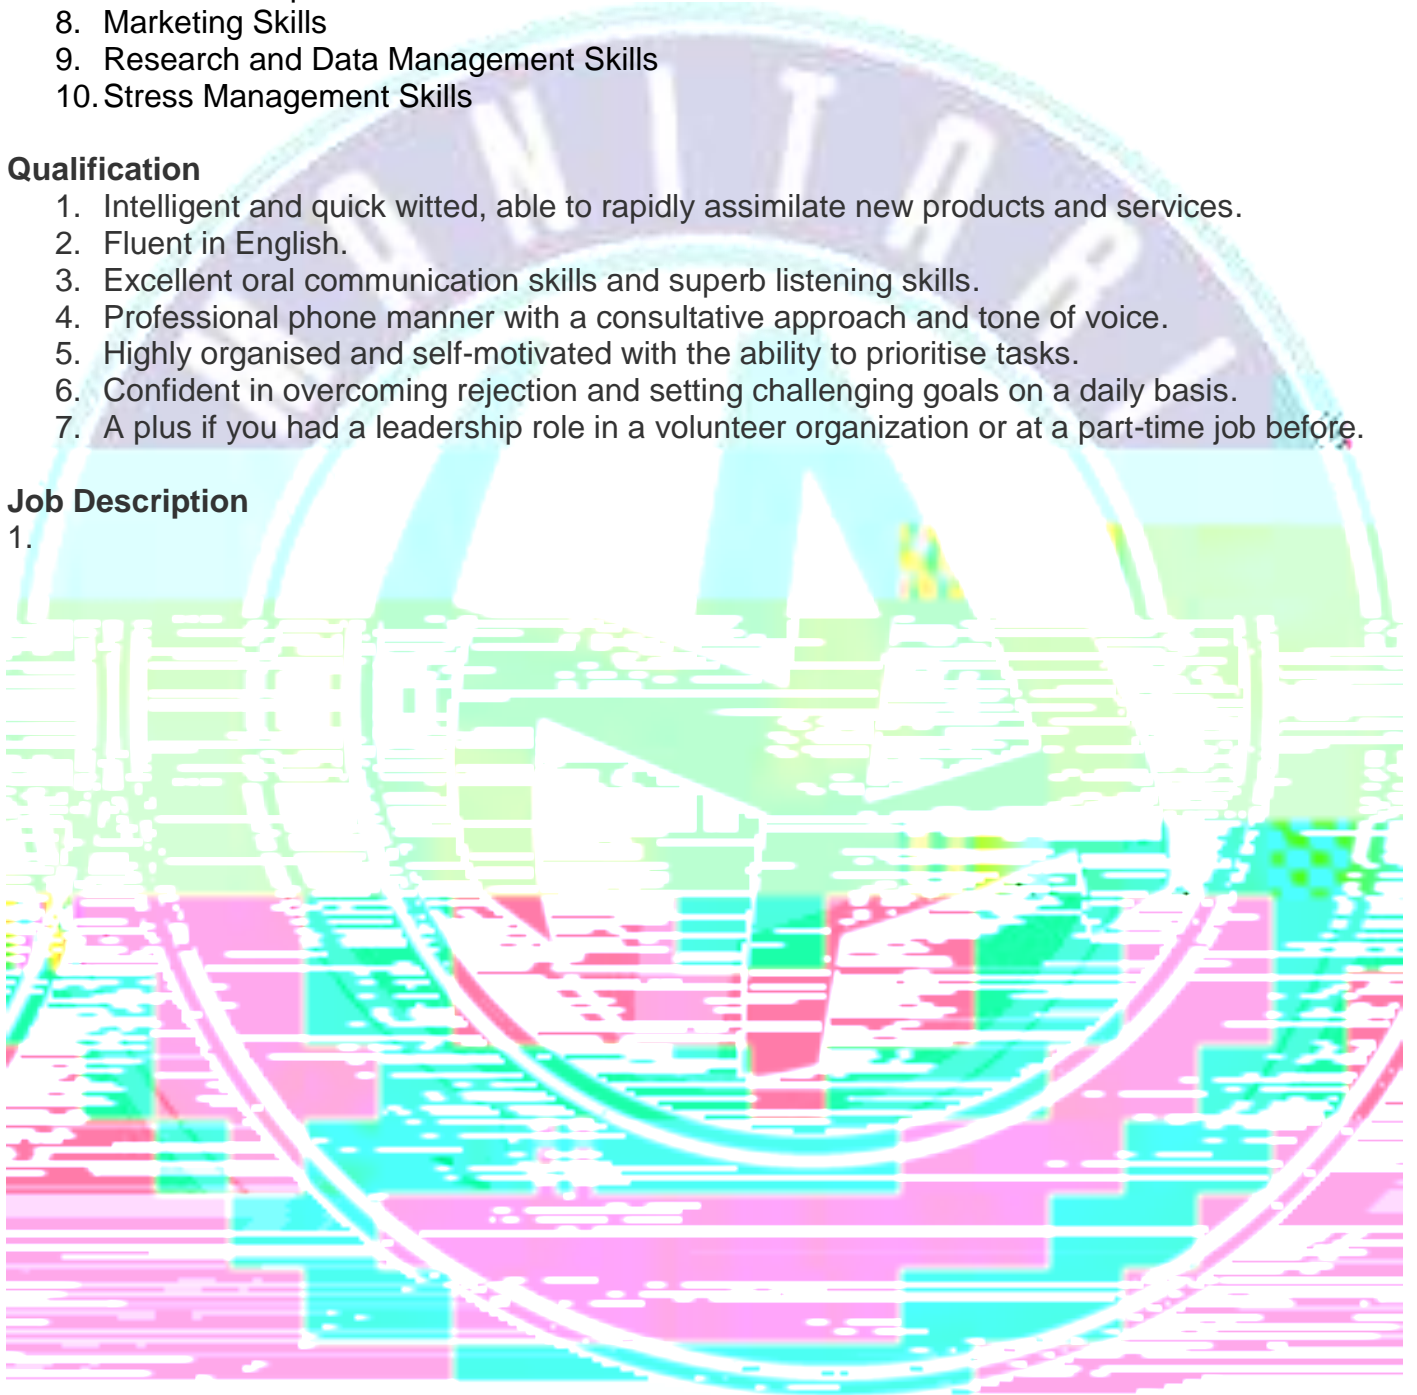 8. Marketing Skills
9. Research and Data Management Skills
10. Stress Management Skills
Qualification
1. Intelligent and quick witted, able to rapidly assimilate new products and services.
2. Fluent in English.
3. Excellent oral communication skills and superb listening skills.
4. Professional phone manner with a consultative approach and tone of voice.
5. Highly organised and self-motivated with the ability to prioritise tasks.
6. Confident in overcoming rejection and setting challenging goals on a daily basis.
7. A plus if you had a leadership role in a volunteer organization or at a part-time job before.
Job Description
1.